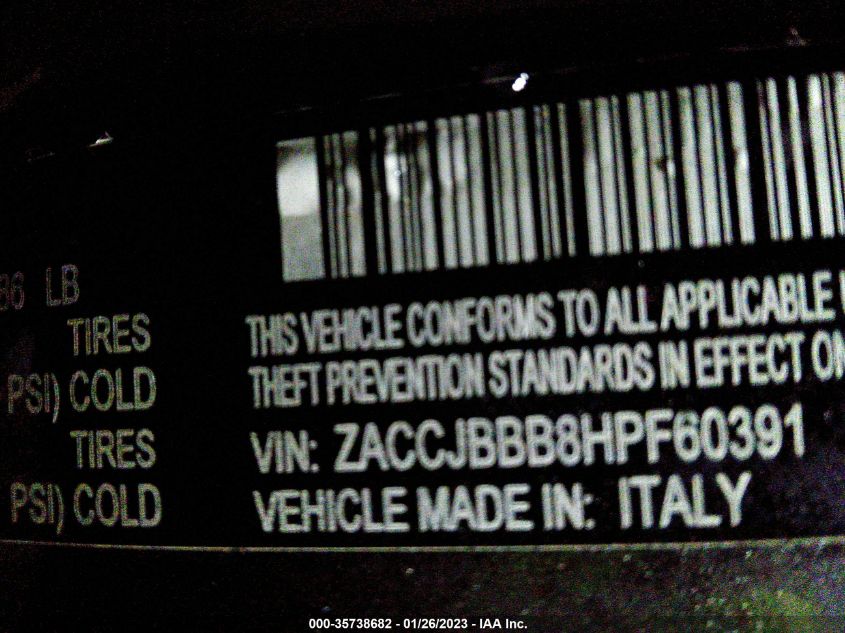 86 LB
TIRES
PSI) COLD
TIRES
PSI) COLD
THIS VEHICLE CONFORMS TO ALL APPLICABLE
THEFT PREVENTION STANDARDS IN EFFECT ON
VIN: ZACCJBBB8HPF60391
VEHICLE MADE IN: ITALY
000-35738682 - 01/26/2023 - IAA Inc.